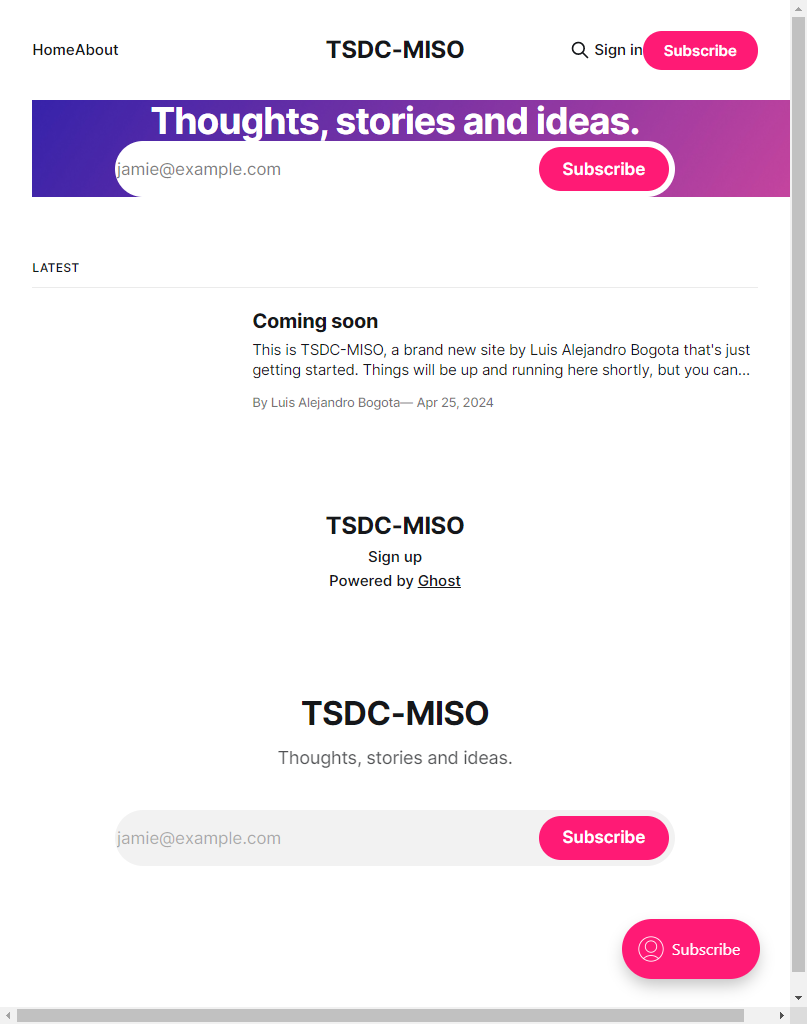 HomeAbout
TSDC-MISO
Sign in
Subscribe
Thoughts, stories and ideas.
jamie@example.com
Subscribe
LATEST
Coming soon
This is TSDC-MISO, a brand new site by Luis Alejandro Bogota that's just
getting started. Things will be up and running here shortly, but you can...
By Luis Alejandro Bogota— Apr 25, 2024
TSDC-MISO
Sign up
Powered by Ghost
TSDC-MISO
Thoughts, stories and ideas.
jamie@example.com
Subscribe
Subscribe